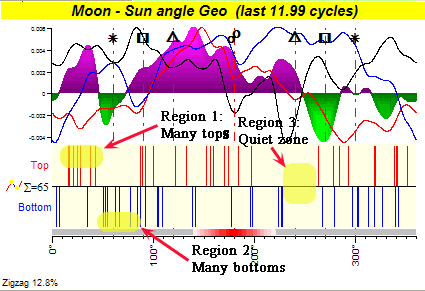 Moon - Sun angle Geo (last 11.99 cycles)
0.006
0.004
0.002
0
-0.002
-0.004
Region 1:
Many tops
Region 3:
Quiet zone
Top
Σ=65
Bottom
Region 2:
Many bottoms
0°
100°
200°
300°
Zigzag 12.8%